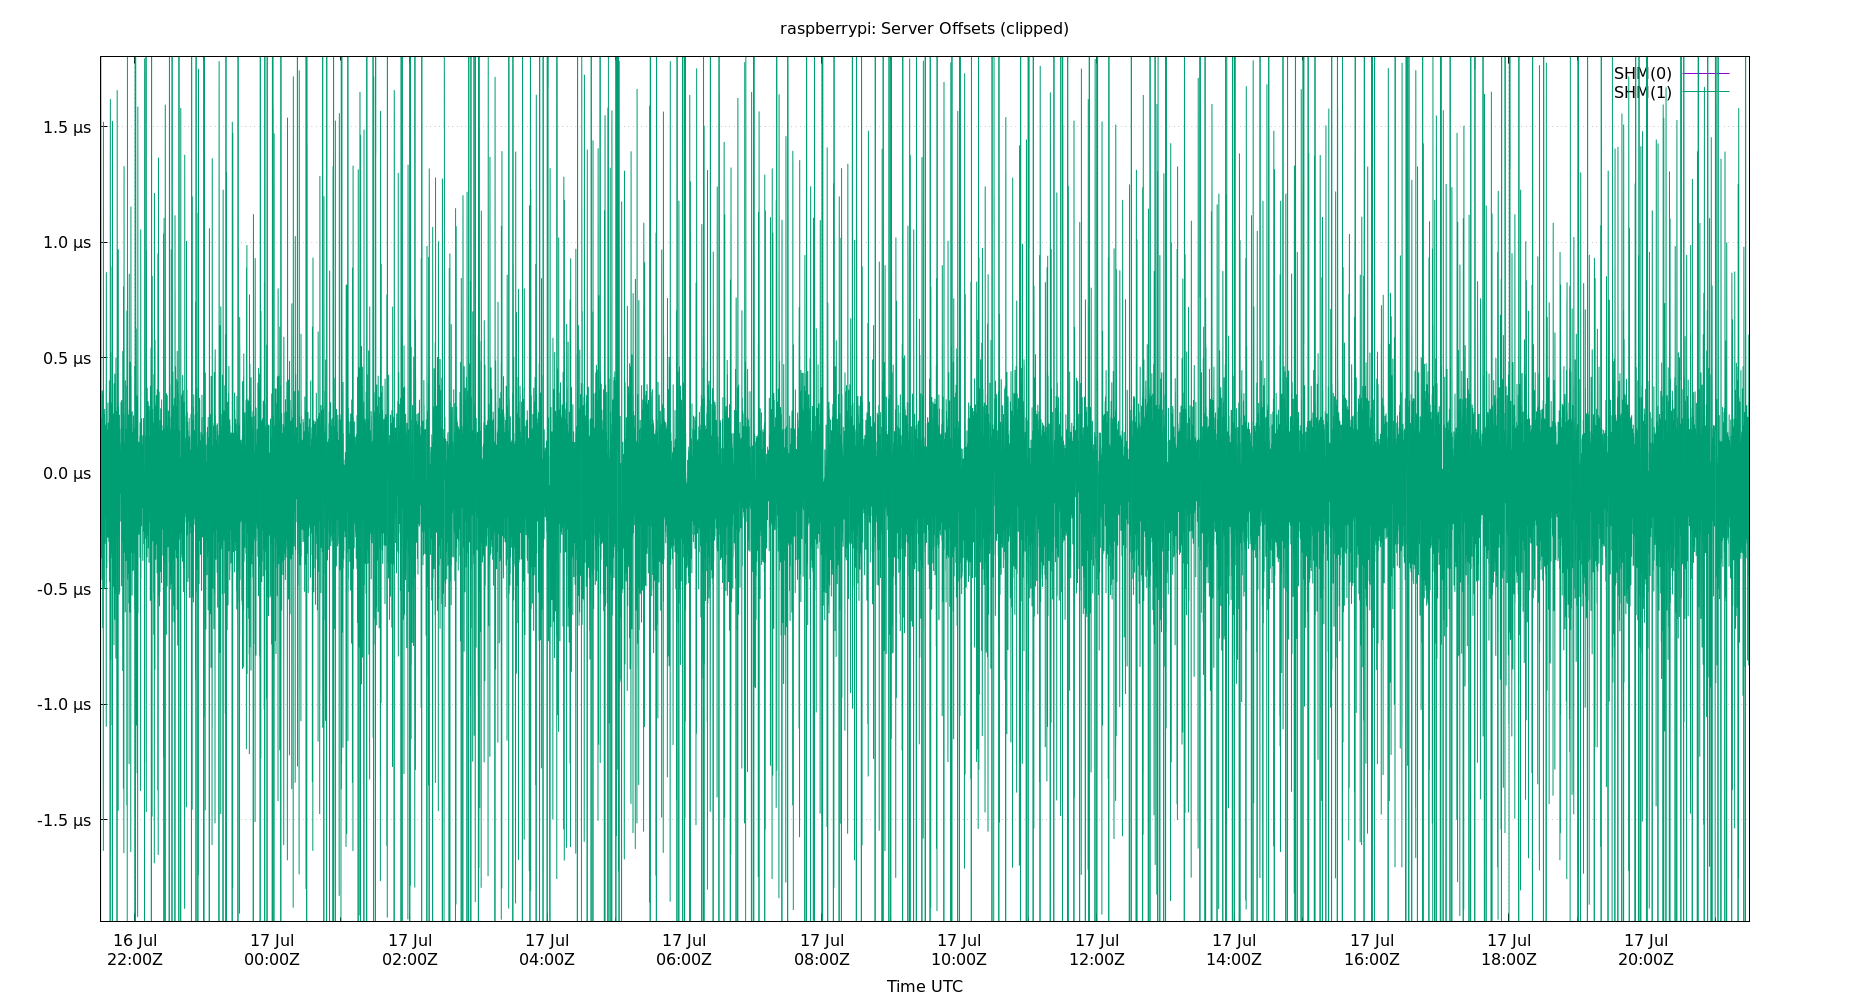 raspberrypi: Server Offsets (clipped)
SHM(0)
SHM(1)
1.5 μs
1.0 μs
0.5 μs
0.0 μs
-0.5 μs
-1.0 μs
-1.5 μs
16 Jul 17 Jul 17 Jul 17 Jul 17 Jul 17 Jul 17 Jul 17 Jul 17 Jul 17 Jul 17 Jul 17 Jul
22:00Z 00:00Z 02:00Z 04:00Z 06:00Z 08:00Z 10:00Z 12:00Z 14:00Z 16:00Z 18:00Z 20:00Z
Time UTC